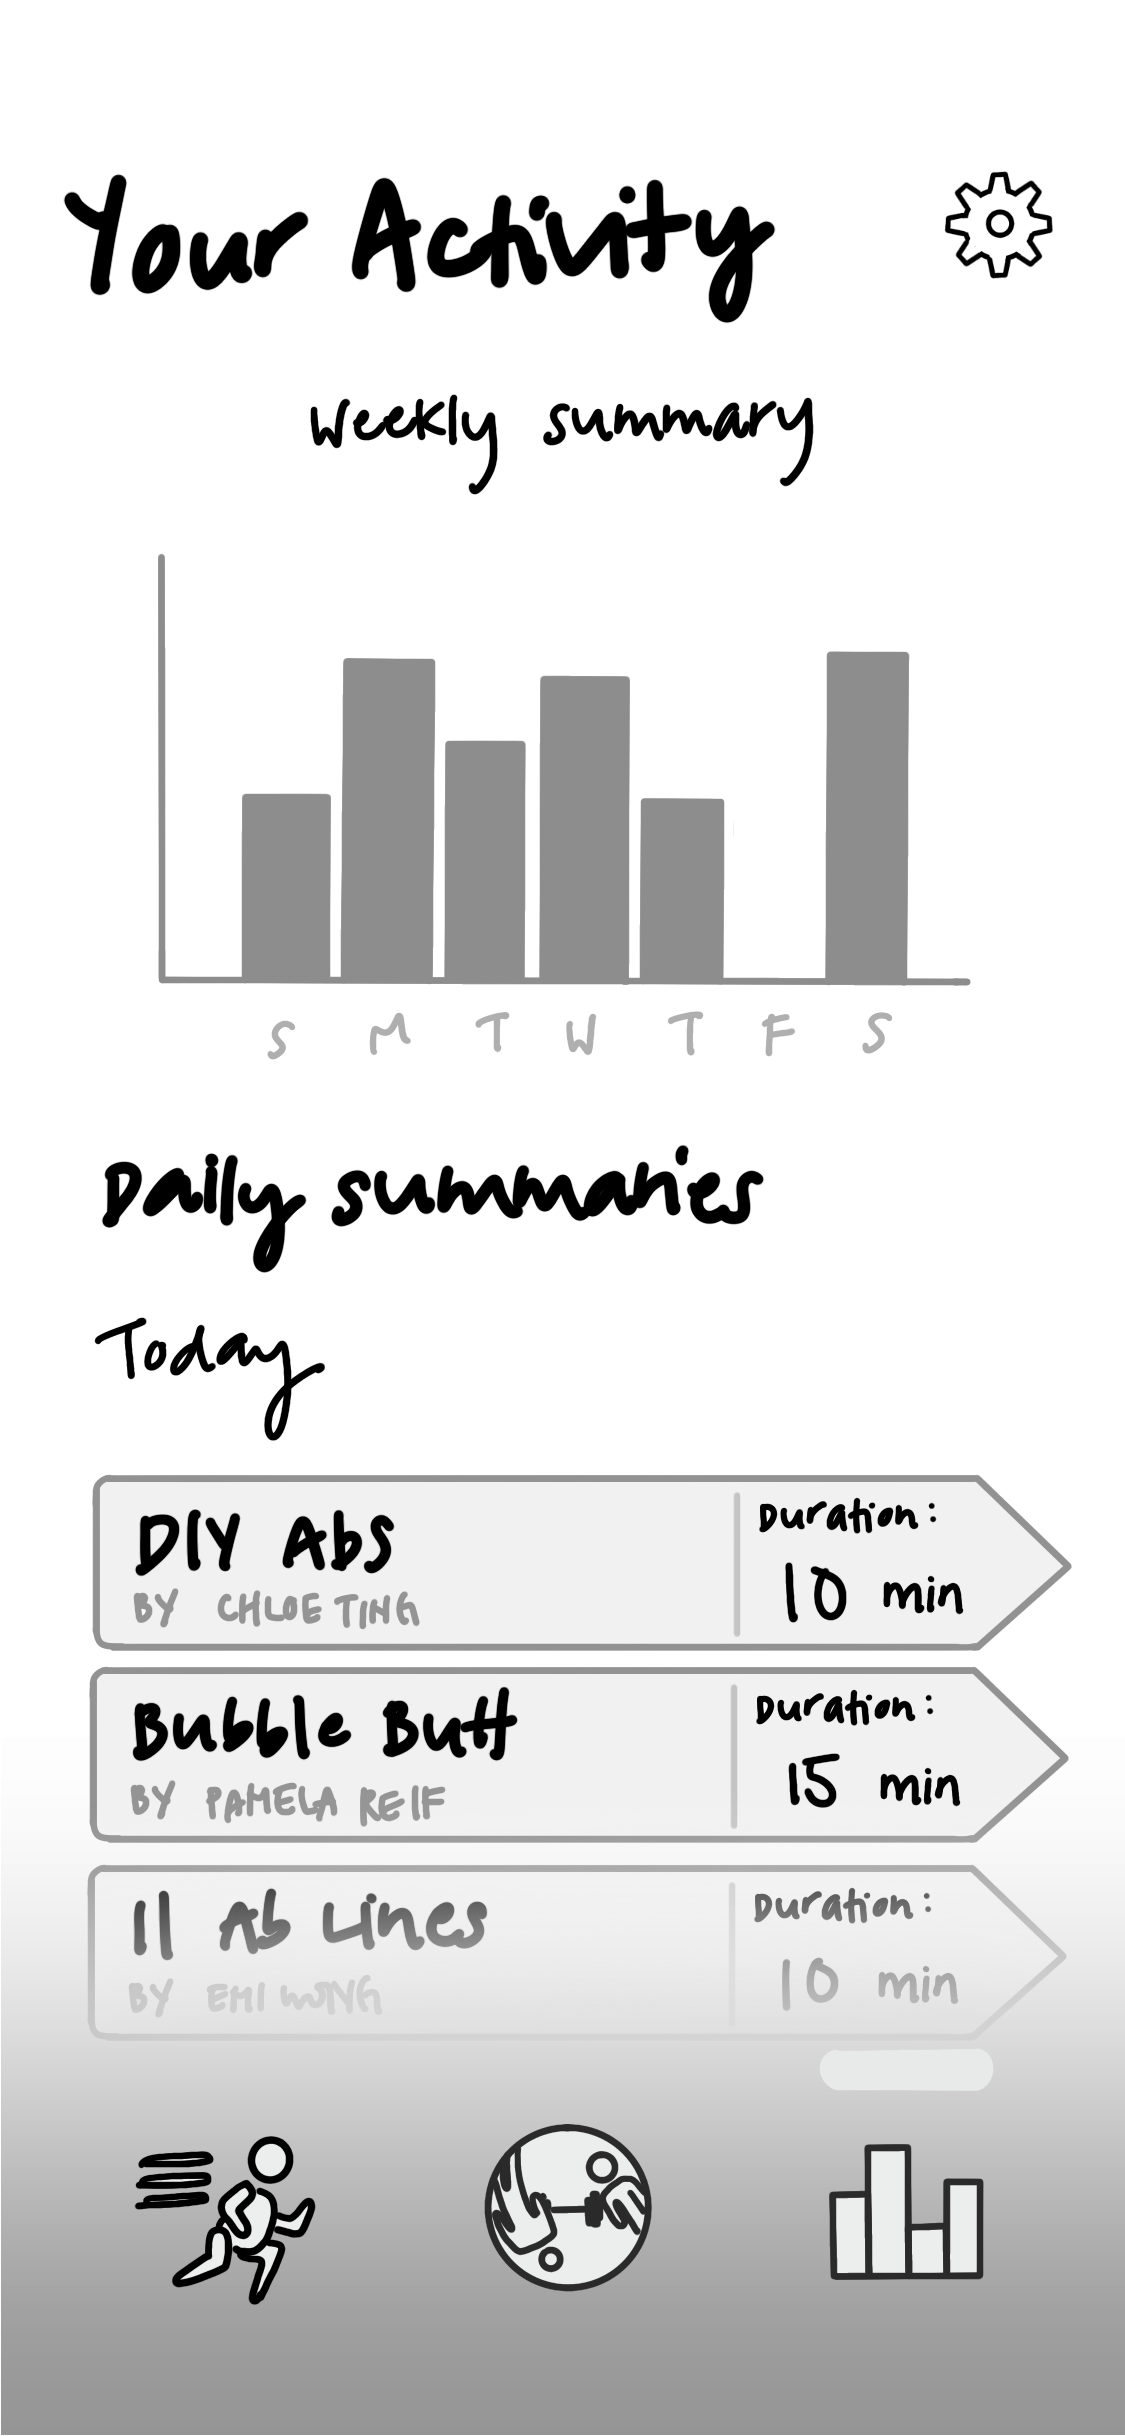 Your Activity
weekly summary
S M T W T F S
Daily summaries
Today
DIY Abs
BY CHLOE TING
Duration:
10 min
Bubble Butt
BY PAMELA REIF
Duration:
15 min
11 Ab Lines
BY EMI WONG
Duration:
10 min